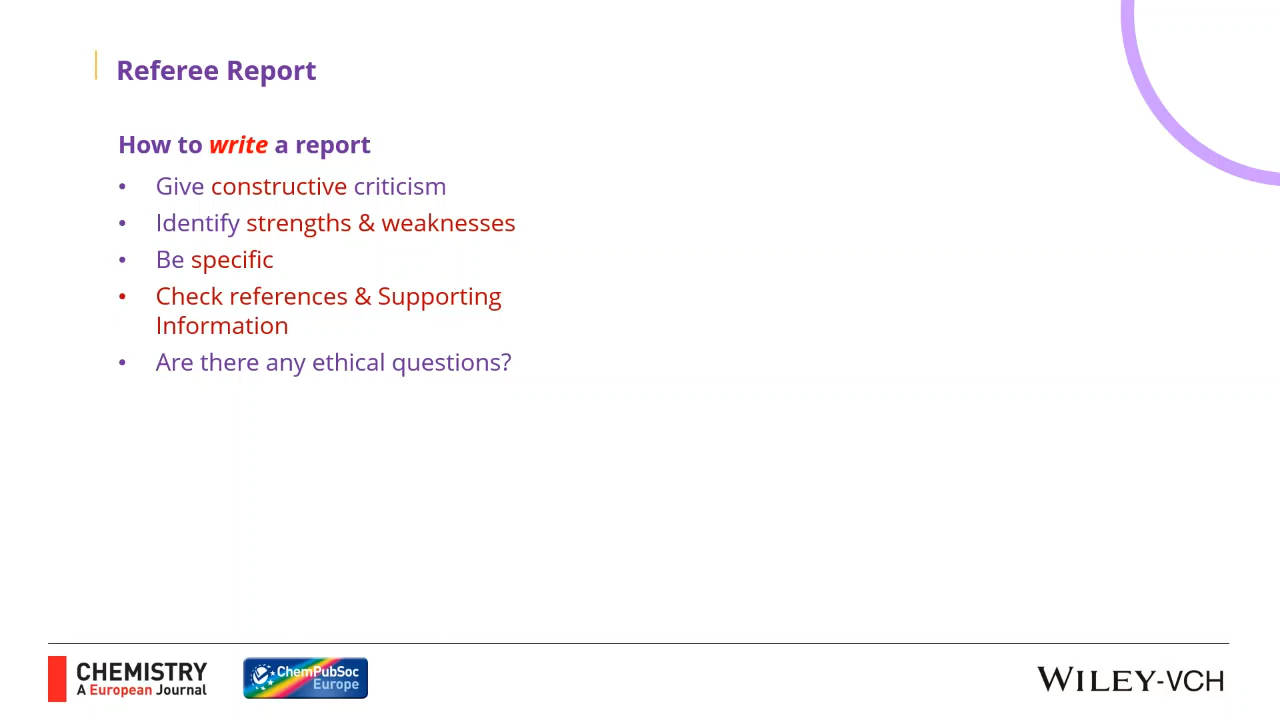 Referee Report
How to write a report
• Give constructive criticism
• Identify strengths & weaknesses
• Be specific
• Check references & Supporting
Information
• Are there any ethical questions?
CHEMISTRY
A European Journal
ChemPubSoc
Europe
WILEY-VCH